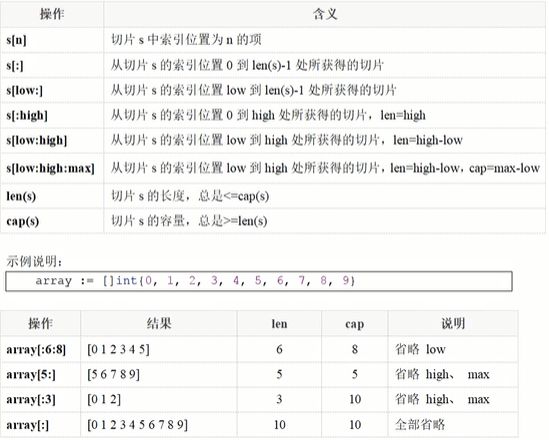 操作 含义
s[n] 切片 s 中索引位置为 n 的项
s[:] 从切片 s 的索引位置 0 到 len(s)-1 处所获得的切片
s[low:] 从切片 s 的索引位置 low 到 len(s)-1 处所获得的切片
s[:high] 从切片 s 的索引位置 0 到 high 处所获得的切片，len=high
s[low:high] 从切片 s 的索引位置 low 到 high 处所获得的切片，len=high-low
s[low:high:max] 从切片 s 的索引位置 low 到 high 处所获得的切片，len=high-low，cap=max-low
len(s) 切片 s 的长度，总是<=cap(s)
cap(s) 切片 s 的容量，总是>=len(s)
示例说明：
array := []int{0, 1, 2, 3, 4, 5, 6, 7, 8, 9}
操作 结果 len cap 说明
array[:6:8] [0 1 2 3 4 5] 6 8 省略 low
array[5:] [5 6 7 8 9] 5 5 省略 high、 max
array[:3] [0 1 2] 3 10 省略 high、 max
array[:] [0 1 2 3 4 5 6 7 8 9] 10 10 全部省略